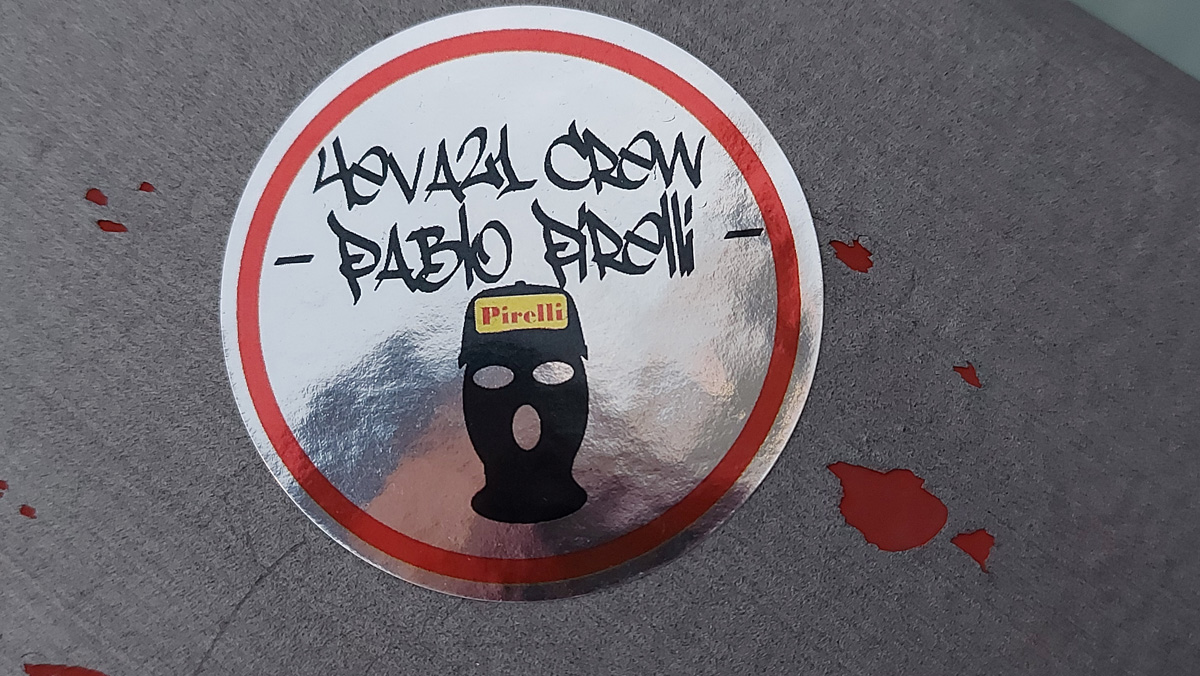 4evA21 CReW
- PABlO PiRelli -
Pirelli